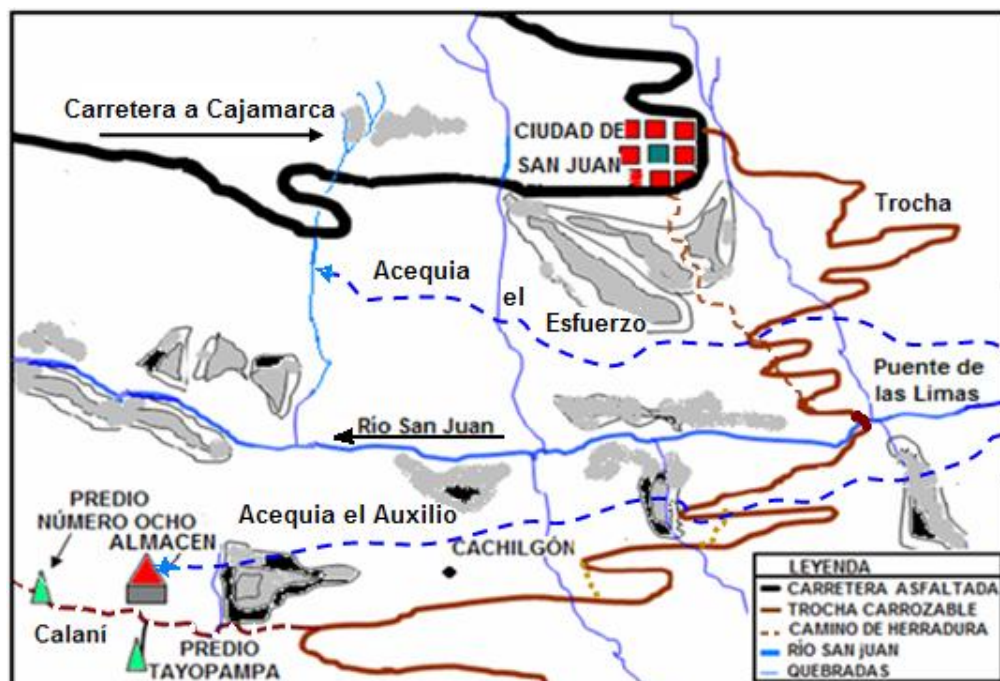 Carretera a Cajamarca
CIUDAD DE
SAN JUAN
Trocha
Acequia
el
Esfuerzo
Puente de
las Limas
Río San Juan
PREDIO
NÚMERO OCHO
ALMACEN
Acequia el Auxilio
CACHILGÓN
Calaní
PREDIO
TAYOPAMPA
LEYENDA
CARRETERA ASFALTADA
TROCHA CARROZABLE
CAMINO DE HERRADURA
RÍO SAN jUAN
QUEBRADAS